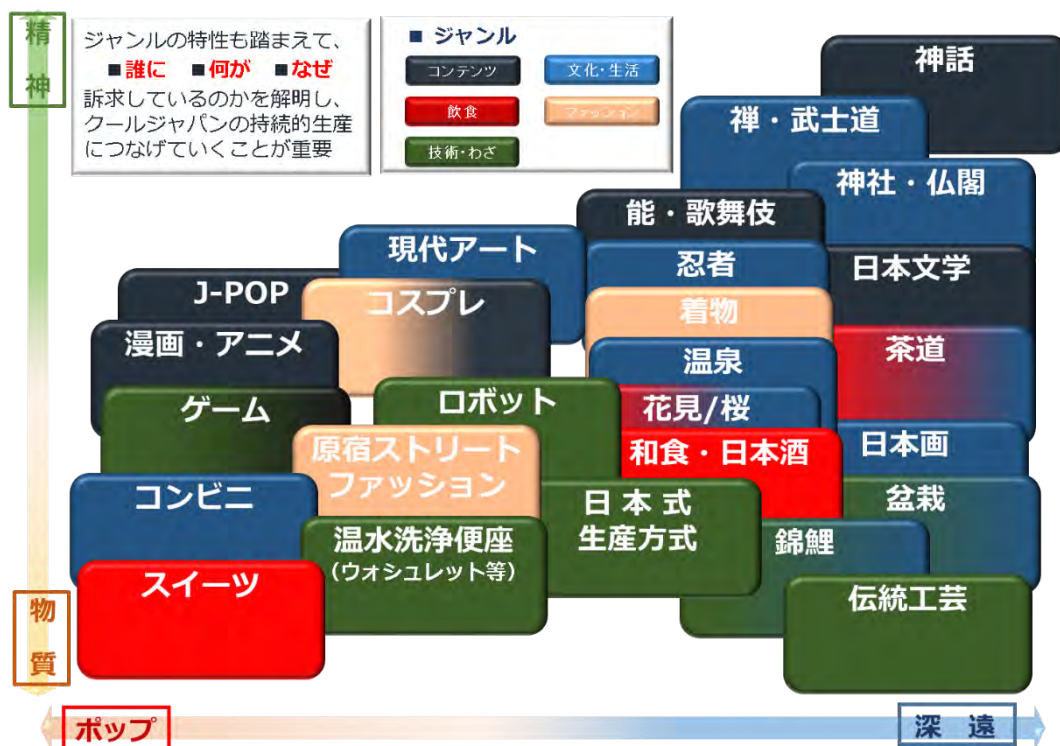 精
神
ジャンルの特性も踏まえて、
■誰に ■何が ■なぜ
訴求しているのかを解明し、
クールジャパンの持続的生産
につなげていくことが重要
■ ジャンル
コンテンツ
文化・生活
飲食
ファッション
技術・わざ
神話
禅・武士道
神社・仏閣
能・歌舞伎
現代アート
忍者
日本文学
J-POP
コスプレ
着物
漫画・アニメ
温泉
茶道
ゲーム
ロボット
花見/桜
原宿ストリート
ファッション
和食・日本酒
日本画
コンビニ
日本式
生産方式
盆栽
温水洗浄便座
(ウォシュレット等)
錦鯉
スイーツ
伝統工芸
物
質
ポップ
深 遠